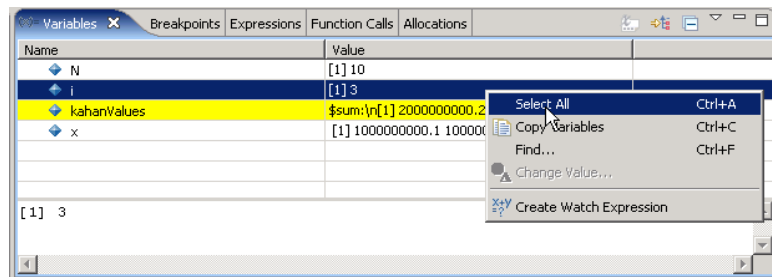 Variables Breakpoints Expressions Function Calls Allocations
Name Value
N [1] 10
i [1] 3
kahanValues $sum:\n[1] 2000000000.2
x [1] 1000000000.1 10000
Select All Ctrl+A
Copy Variables Ctrl+C
Find... Ctrl+F
Change Value...
Create Watch Expression
[1] 3